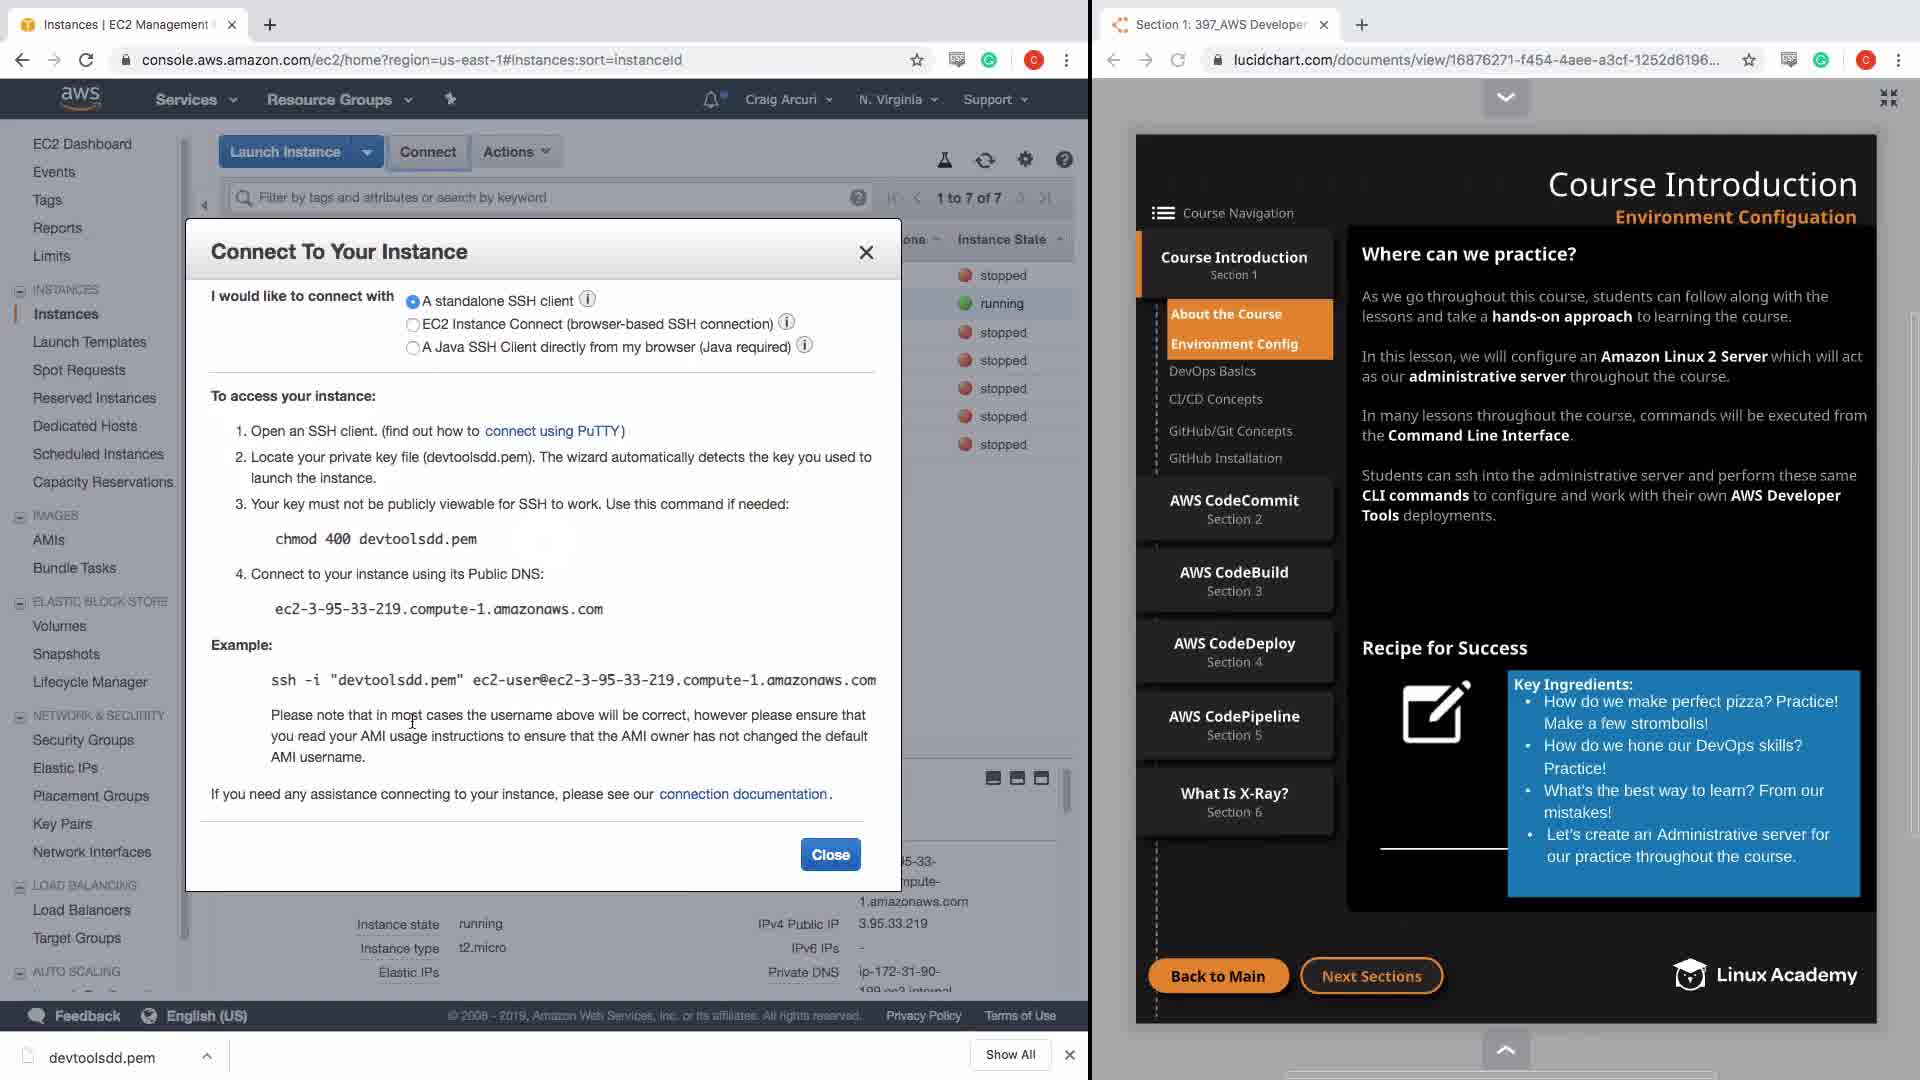 Instances | EC2 Management
console.aws.amazon.com/ec2/home?region=us-east-1#Instances:sort=instanceId
aws
Services
Resource Groups
Craig Arcuri
N. Virginia
Support
EC2 Dashboard
Events
Tags
Reports
Limits
INSTANCES
Instances
Launch Templates
Spot Requests
Reserved Instances
Dedicated Hosts
Scheduled Instances
Capacity Reservations
IMAGES
AMIs
Bundle Tasks
ELASTIC BLOCK STORE
Volumes
Snapshots
Lifecycle Manager
NETWORK & SECURITY
Security Groups
Elastic IPs
Placement Groups
Key Pairs
Network Interfaces
LOAD BALANCING
Load Balancers
Target Groups
AUTO SCALING
Launch Instance
Connect
Actions
Filter by tags and attributes or search by keyword
1 to 7 of 7
Instance State
stopped
running
stopped
stopped
stopped
stopped
stopped
Connect To Your Instance
I would like to connect with
A standalone SSH client
EC2 Instance Connect (browser-based SSH connection)
A Java SSH Client directly from my browser (Java required)
To access your instance:
1. Open an SSH client. (find out how to connect using PuTTY)
2. Locate your private key file (devtoolsdd.pem). The wizard automatically detects the key you used to
launch the instance.
3. Your key must not be publicly viewable for SSH to work. Use this command if needed:
chmod 400 devtoolsdd.pem
4. Connect to your instance using its Public DNS:
ec2-3-95-33-219.compute-1.amazonaws.com
Example:
ssh -i "devtoolsdd.pem" ec2-user@ec2-3-95-33-219.compute-1.amazonaws.com
Please note that in most cases the username above will be correct, however please ensure that
you read your AMI usage instructions to ensure that the AMI owner has not changed the default
AMI username.
If you need any assistance connecting to your instance, please see our connection documentation.
Close
1.amazonaws.com
Instance state running
IPv4 Public IP 3.95.33.219
Instance type t2.micro
IPv6 IPs -
Elastic IPs
Private DNS ip-172-31-90-
Feedback
English (US)
© 2008 - 2019, Amazon Web Services, Inc. or its affiliates. All rights reserved.
Privacy Policy
Terms of Use
devtoolsdd.pem
Show All
Section 1: 397_AWS Developer
lucidchart.com/documents/view/16876271-f454-4aee-a3cf-1252d6196...
Course Introduction
Environment Configuation
Course Navigation
Course Introduction
Section 1
About the Course
Environment Config
DevOps Basics
CI/CD Concepts
GitHub/Git Concepts
GItHub Installation
AWS CodeCommit
Section 2
AWS CodeBuild
Section 3
AWS CodeDeploy
Section 4
AWS CodePipeline
Section 5
What Is X-Ray?
Section 6
Where can we practice?
As we go throughout this course, students can follow along with the
lessons and take a hands-on approach to learning the course.
In this lesson, we will configure an Amazon Linux 2 Server which will act
as our administrative server throughout the course.
In many lessons throughout the course, commands will be executed from
the Command Line Interface.
Students can ssh into the administrative server and perform these same
CLI commands to configure and work with their own AWS Developer
Tools deployments.
Recipe for Success
Key Ingredients:
• How do we make perfect pizza? Practice!
Make a few strombolis!
• How do we hone our DevOps skills?
Practice!
• What's the best way to learn? From our
mistakes!
• Let's create an Administrative server for
our practice throughout the course.
Back to Main
Next Sections
Linux Academy